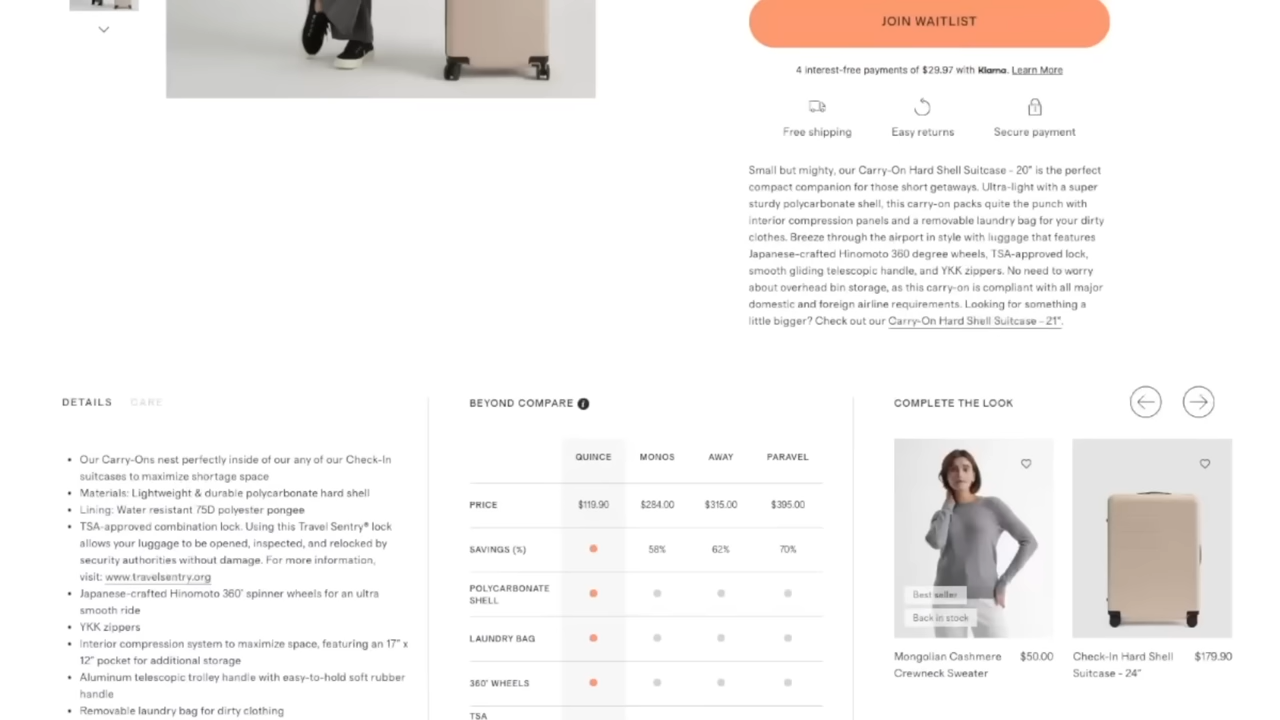 JOIN WAITLIST
4 interest-free payments of $29.97 with Klarna. Learn More
Free shipping
Easy returns
Secure payment
Small but mighty, our Carry-On Hard Shell Suitcase - 20" is the perfect
compact companion for those short getaways. Ultra-light with a super
sturdy polycarbonate shell, this carry-on packs quite the punch with
interior compression panels and a removable laundry bag for your dirty
clothes. Breeze through the airport in style with luggage that features
Japanese-crafted Hinomoto 360 degree wheels, TSA-approved lock,
smooth gliding telescopic handle, and YKK zippers. No need to worry
about overhead bin storage, as this carry-on is compliant with all major
domestic and foreign airline requirements. Looking for something a
little bigger? Check out our Carry-On Hard Shell Suitcase - 21".
DETAILS CARE
• Our Carry-Ons nest perfectly inside of our any of our Check-In
suitcases to maximize shortage space
• Materials: Lightweight & durable polycarbonate hard shell
• Lining: Water resistant 75D polyester pongee
• TSA-approved combination lock. Using this Travel Sentry® lock
allows your luggage to be opened, inspected, and relocked by
security authorities without damage. For more information,
visit: www.travelsentry.org
• Japanese-crafted Hinomoto 360° spinner wheels for an ultra
smooth ride
• YKK zippers
• Interior compression system to maximize space, featuring an 17" x
12" pocket for additional storage
• Aluminum telescopic trolley handle with easy-to-hold soft rubber
handle
• Removable laundry bag for dirty clothing
BEYOND COMPARE i
QUINCE MONOS AWAY PARAVEL
PRICE $119.90 $284.00 $315.00 $395.00
SAVINGS (%) 58% 62% 70%
POLYCARBONATE
SHELL
LAUNDRY BAG
360° WHEELS
TSA
COMPLETE THE LOOK
Best seller
Back in stock
Mongolian Cashmere $50.00
Crewneck Sweater
Check-In Hard Shell $179.90
Suitcase - 24"